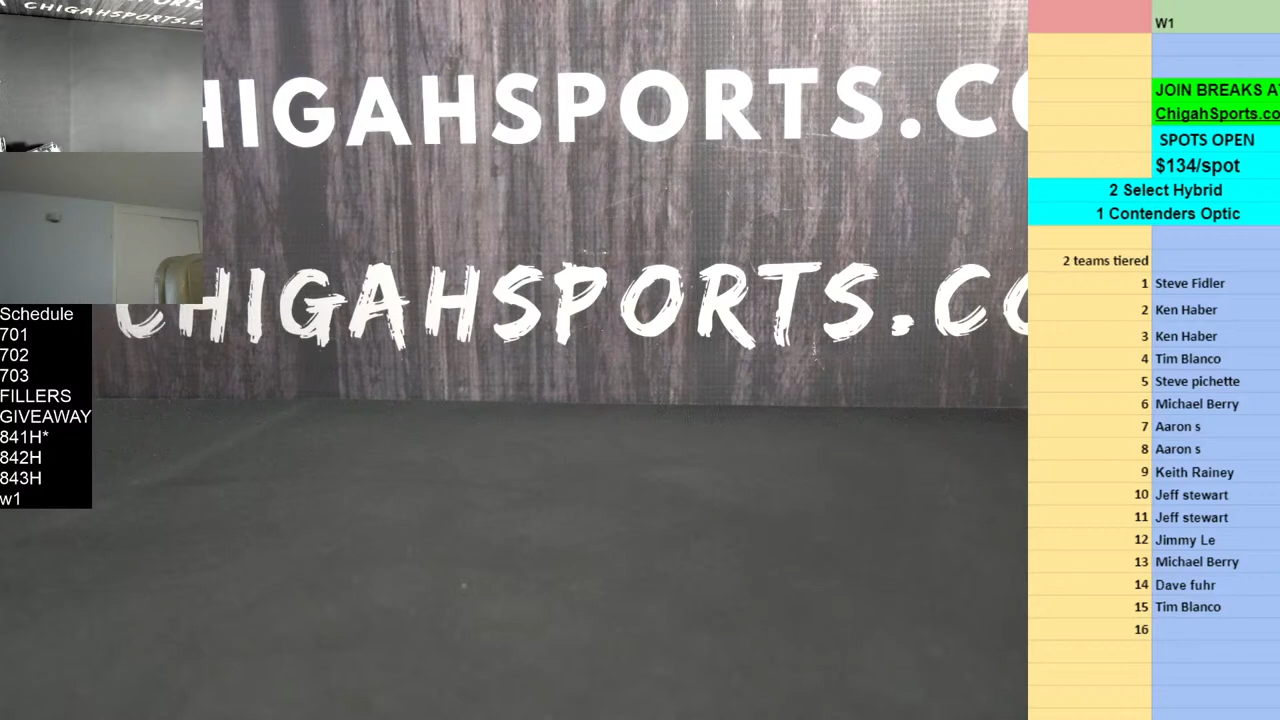 CHIGAHSPORTS.C
HIGAHSPORTS.C
CHIGAHSPORTS.C
Schedule
701
702
703
FILLERS
GIVEAWAY
841H*
842H
843H
w1
W1
JOIN BREAKS A
ChigahSports.co
SPOTS OPEN
$134/spot
2 Select Hybrid
1 Contenders Optic
2 teams tiered
1 Steve Fidler
2 Ken Haber
3 Ken Haber
4 Tim Blanco
5 Steve pichette
6 Michael Berry
7 Aaron s
8 Aaron s
9 Keith Rainey
10 Jeff stewart
11 Jeff stewart
12 Jimmy Le
13 Michael Berry
14 Dave fuhr
15 Tim Blanco
16